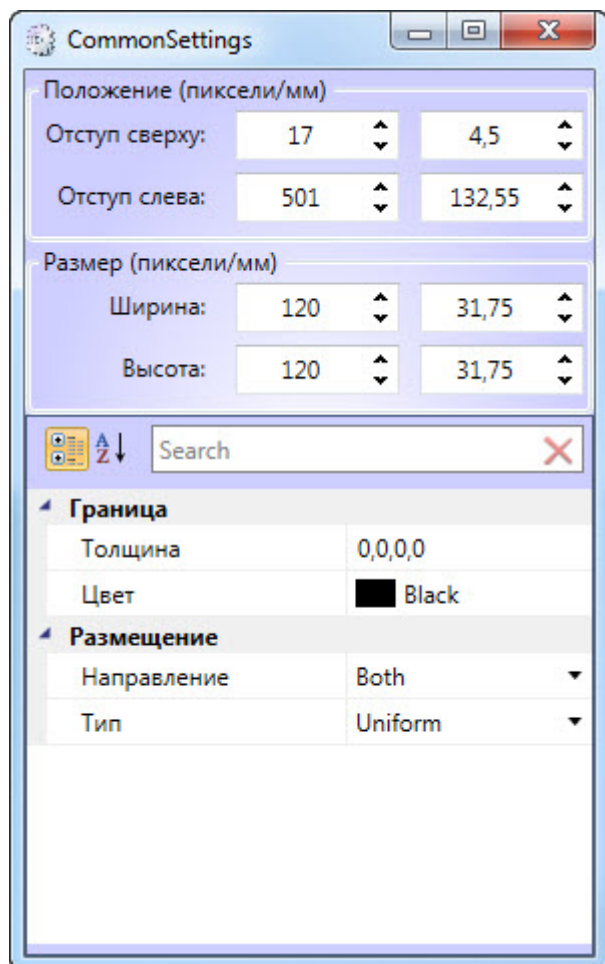 CommonSettings
Положение (пиксели/мм)
Отступ сверху: 17 4,5
Отступ слева: 501 132,55
Размер (пиксели/мм)
Ширина: 120 31,75
Высота: 120 31,75
A Z Search
Граница
Толщина 0,0,0,0
Цвет Black
Размещение
Направление Both
Тип Uniform